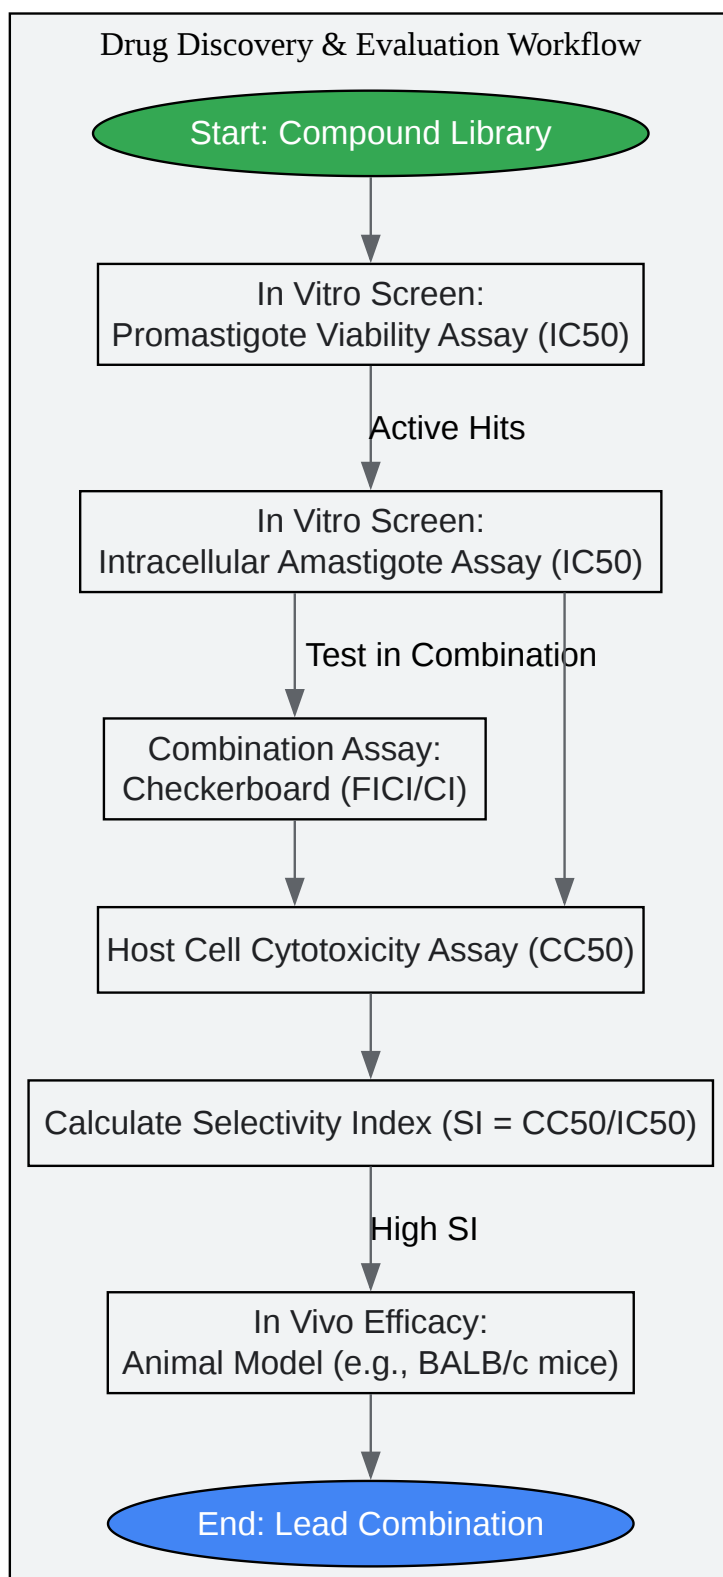 Drug Discovery & Evaluation Workflow
Start: Compound Library
In Vitro Screen:
Promastigote Viability Assay (IC50)
Active Hits
In Vitro Screen:
Intracellular Amastigote Assay (IC50)
Test in Combination
Combination Assay:
Checkerboard (FICI/CI)
Host Cell Cytotoxicity Assay (CC50)
Calculate Selectivity Index (SI = CC50/IC50)
High SI
In Vivo Efficacy:
Animal Model (e.g., BALB/c mice)
End: Lead Combination